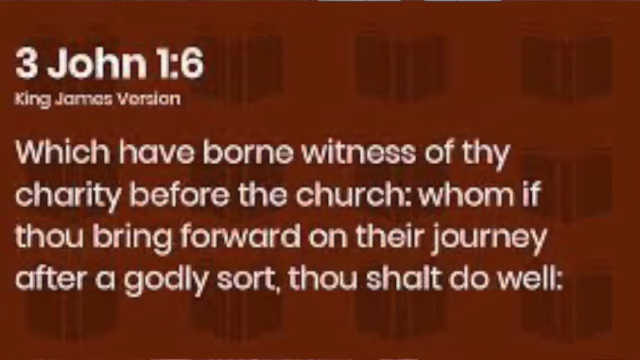 3 John 1:6
King James Version
Which have borne witness of thy
charity before the church: whom if
thou bring forward on their journey
after a godly sort, thou shalt do well: